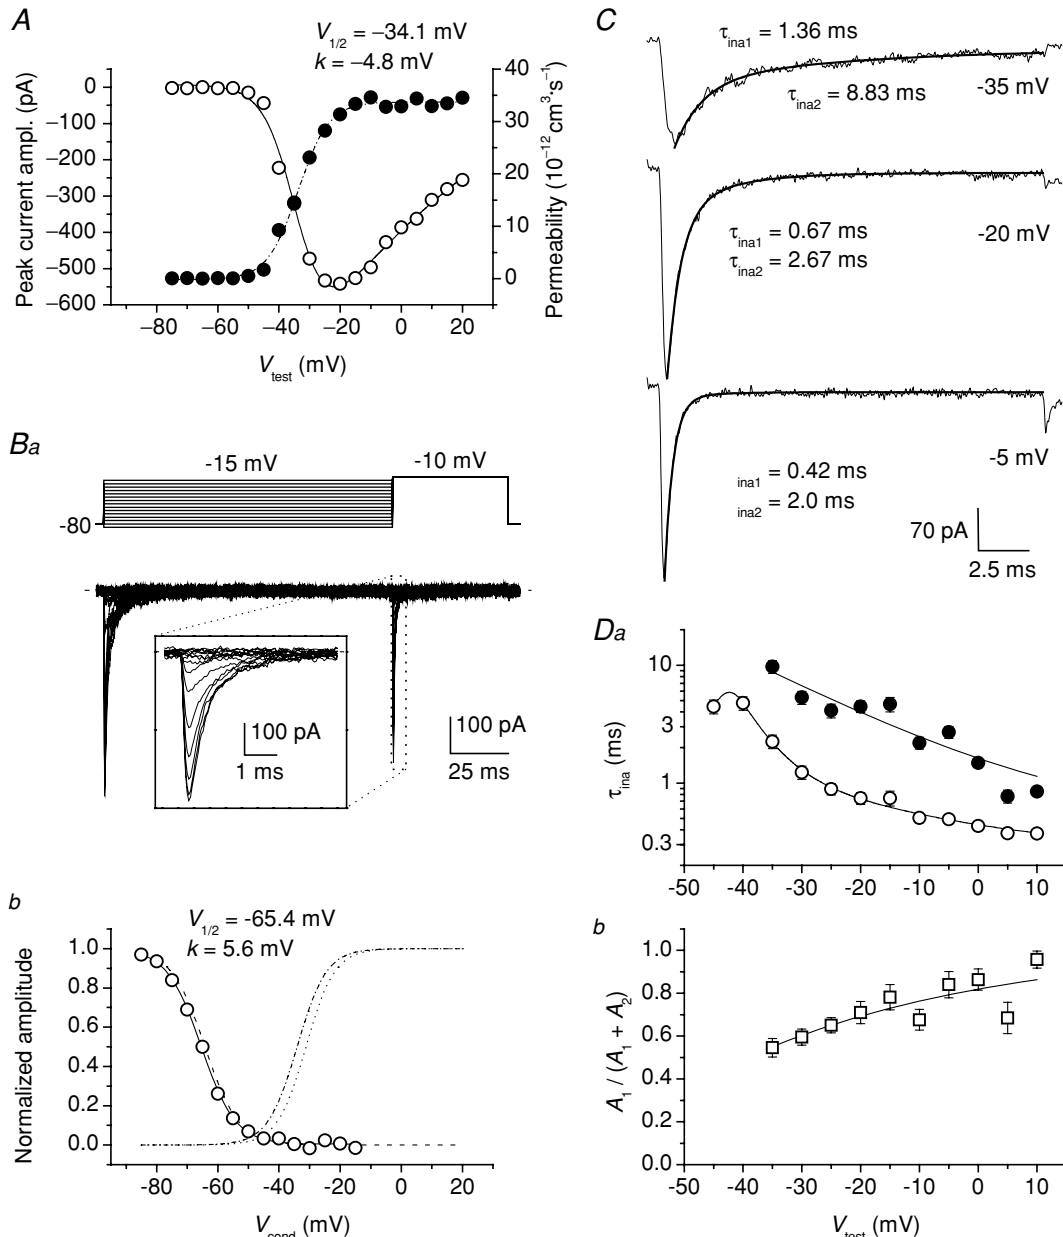 A
V1/2 = −34.1 mV
k = −4.8 mV
Peak current ampl. (pA)
0
−100
−200
−300
−400
−500
−600
40
30
20
10
0
Permeability (10−12cm3·s−1)
−80 −60 −40 −20 0 20
Vtest (mV)
Ba
-15 mV -10 mV
-80
100 pA
1 ms
100 pA
25 ms
b
V1/2 = -65.4 mV
k = 5.6 mV
Normalized amplitude
1.0
0.8
0.6
0.4
0.2
0.0
-80 -60 -40 -20 0 20
Vcond (mV)
C
τina1 = 1.36 ms
τina2 = 8.83 ms
-35 mV
τina1 = 0.67 ms
τina2 = 2.67 ms
-20 mV
ina1 = 0.42 ms
ina2 = 2.0 ms
-5 mV
70 pA
2.5 ms
Da
τina (ms)
10
3
1
0.3
-50 -40 -30 -20 -10 0 10
b
A1 / (A1 + A2)
1.0
0.8
0.6
0.4
0.2
0.0
-50 -40 -30 -20 -10 0 10
Vtest (mV)